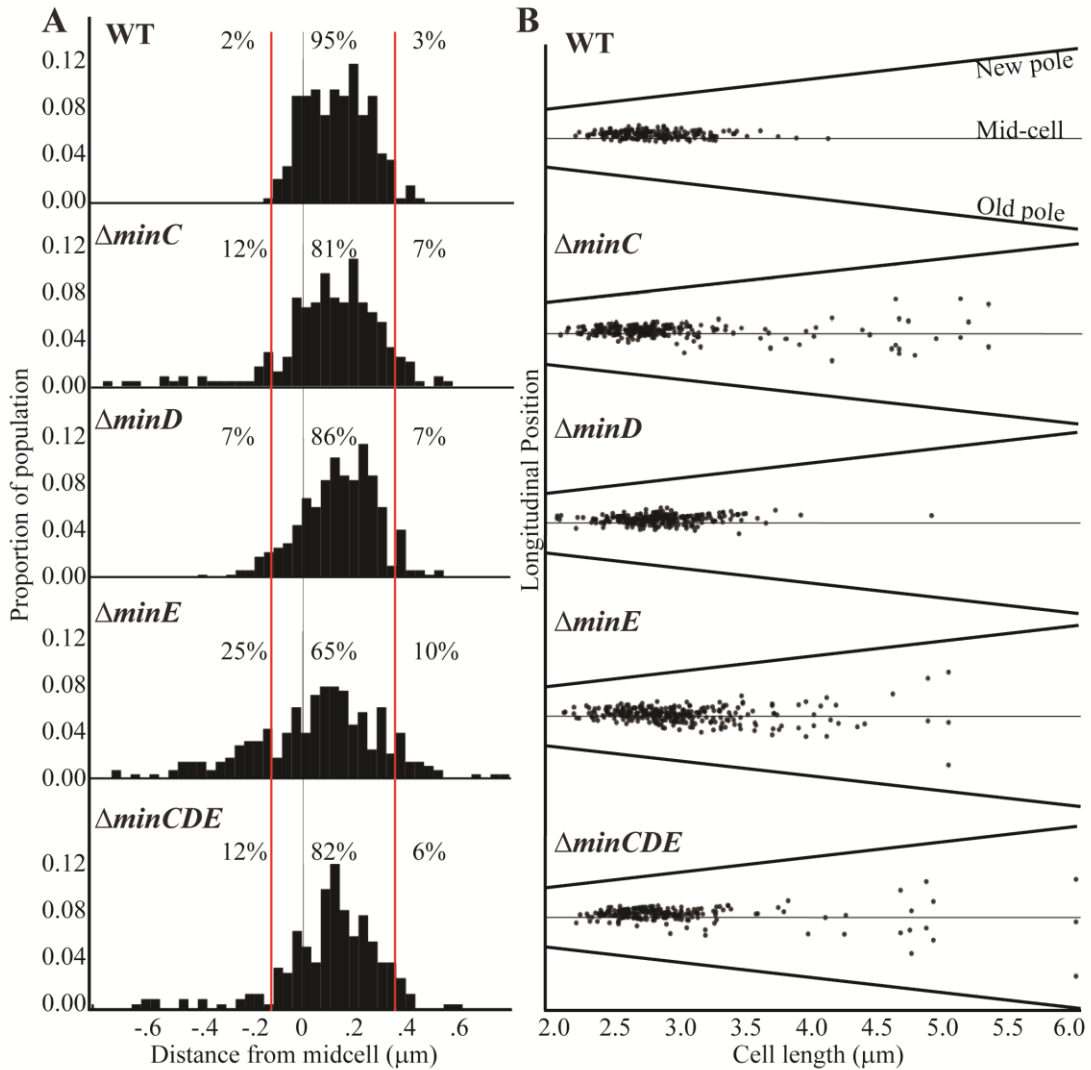 A
WT
2% 95% 3%
0.12
0.08
0.04
0.00
ΔminC
12% 81% 7%
0.12
0.08
0.04
0.00
ΔminD
7% 86% 7%
0.12
0.08
0.04
0.00
ΔminE
25% 65% 10%
0.12
0.08
0.04
0.00
ΔminCDE
12% 82% 6%
0.12
0.08
0.04
0.00
-.6 -.4 -.2 0 .2 .4 .6
Distance from midcell (μm)
Proportion of population
B
WT
New pole
Mid-cell
Old pole
ΔminC
ΔminD
ΔminE
ΔminCDE
2.0 3.0 3.5 4.0 4.5 5.0 6.0
Cell length (μm)
Longitudinal Position